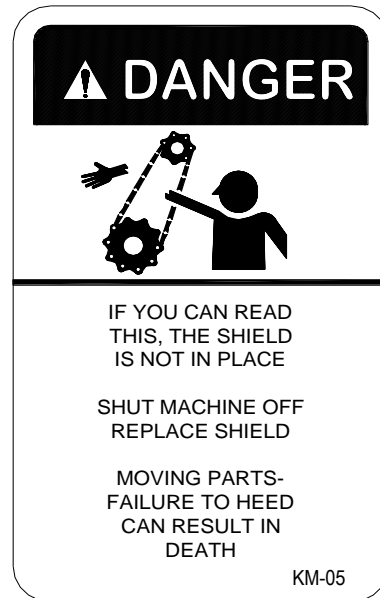 DANGER
IF YOU CAN READ
THIS, THE SHIELD
IS NOT IN PLACE
SHUT MACHINE OFF
REPLACE SHIELD
MOVING PARTS-
FAILURE TO HEED
CAN RESULT IN
DEATH
KM-05